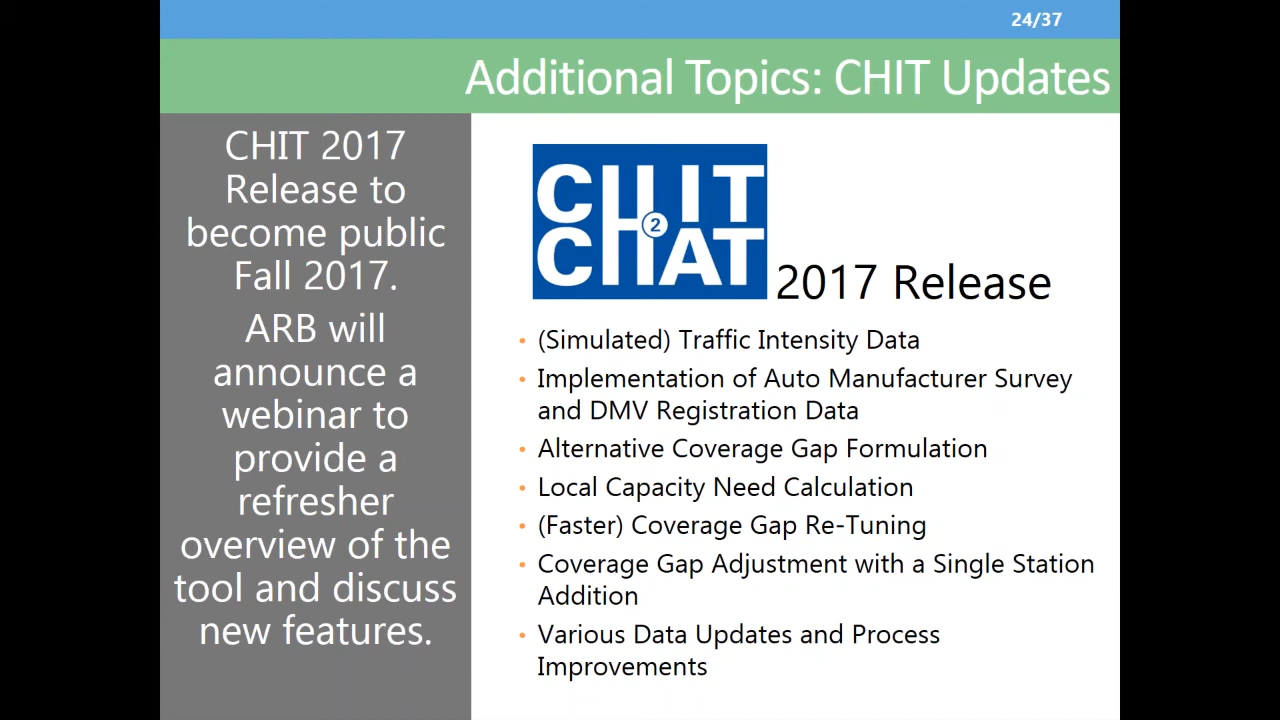 24/37
Additional Topics: CHIT Updates
CHIT 2017
Release to
become public
Fall 2017.
ARB will
announce a
webinar to
provide a
refresher
overview of the
tool and discuss
new features.
CHIT
2
CHAT
2017 Release
• (Simulated) Traffic Intensity Data
• Implementation of Auto Manufacturer Survey
and DMV Registration Data
• Alternative Coverage Gap Formulation
• Local Capacity Need Calculation
• (Faster) Coverage Gap Re-Tuning
• Coverage Gap Adjustment with a Single Station
Addition
• Various Data Updates and Process
Improvements